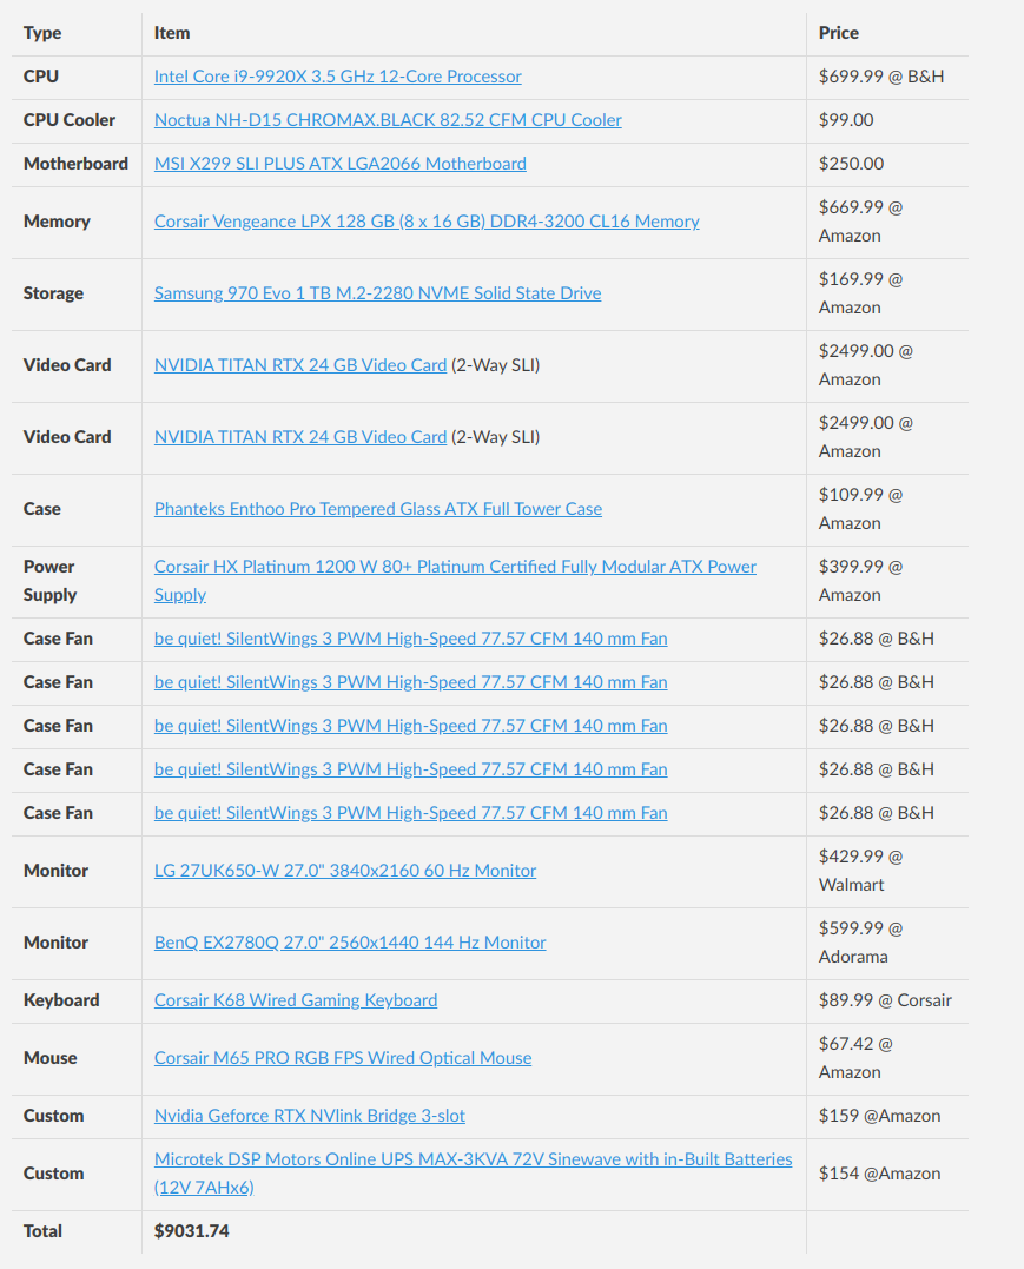 Type Item Price
CPU Intel Core i9-9920X 3.5 GHz 12-Core Processor $699.99 @ B&H
CPU Cooler Noctua NH-D15 CHROMAX.BLACK 82.52 CFM CPU Cooler $99.00
Motherboard MSI X299 SLI PLUS ATX LGA2066 Motherboard $250.00
Memory Corsair Vengeance LPX 128 GB (8 x 16 GB) DDR4-3200 CL16 Memory $669.99 @
Amazon
Storage Samsung 970 Evo 1 TB M.2-2280 NVME Solid State Drive $169.99 @
Amazon
Video Card NVIDIA TITAN RTX 24 GB Video Card (2-Way SLI) $2499.00 @
Amazon
Video Card NVIDIA TITAN RTX 24 GB Video Card (2-Way SLI) $2499.00 @
Amazon
Case Phanteks Enthoo Pro Tempered Glass ATX Full Tower Case $109.99 @
Amazon
Power Corsair HX Platinum 1200 W 80+ Platinum Certified Fully Modular ATX Power $399.99 @
Supply Supply Amazon
Case Fan be quiet! SilentWings 3 PWM High-Speed 77.57 CFM 140 mm Fan $26.88 @ B&H
Case Fan be quiet! SilentWings 3 PWM High-Speed 77.57 CFM 140 mm Fan $26.88 @ B&H
Case Fan be quiet! SilentWings 3 PWM High-Speed 77.57 CFM 140 mm Fan $26.88 @ B&H
Case Fan be quiet! SilentWings 3 PWM High-Speed 77.57 CFM 140 mm Fan $26.88 @ B&H
Case Fan be quiet! SilentWings 3 PWM High-Speed 77.57 CFM 140 mm Fan $26.88 @ B&H
Monitor LG 27UK650-W 27.0" 3840x2160 60 Hz Monitor $429.99 @
Walmart
Monitor BenQ EX2780Q 27.0" 2560x1440 144 Hz Monitor $599.99 @
Adorama
Keyboard Corsair K68 Wired Gaming Keyboard $89.99 @ Corsair
Mouse Corsair M65 PRO RGB FPS Wired Optical Mouse $67.42 @
Amazon
Custom Nvidia Geforce RTX NVlink Bridge 3-slot $159 @Amazon
Custom Microtek DSP Motors Online UPS MAX-3KVA 72V Sinewave with in-Built Batteries
(12V 7AHx6) $154 @Amazon
Total $9031.74